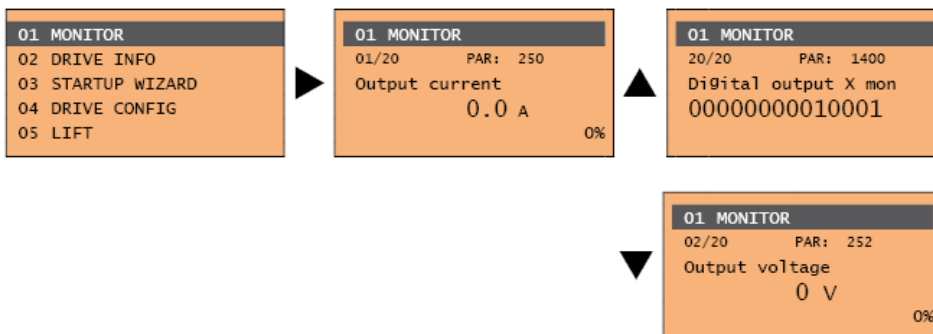 01 MONITOR
02 DRIVE INFO
03 STARTUP WIZARD
04 DRIVE CONFIG
05 LIFT
01 MONITOR
01/20 PAR: 250
Output current
0.0 A
0%
01 MONITOR
20/20 PAR: 1400
Digital output X mon
00000000010001
01 MONITOR
02/20 PAR: 252
Output voltage
0 V
0%